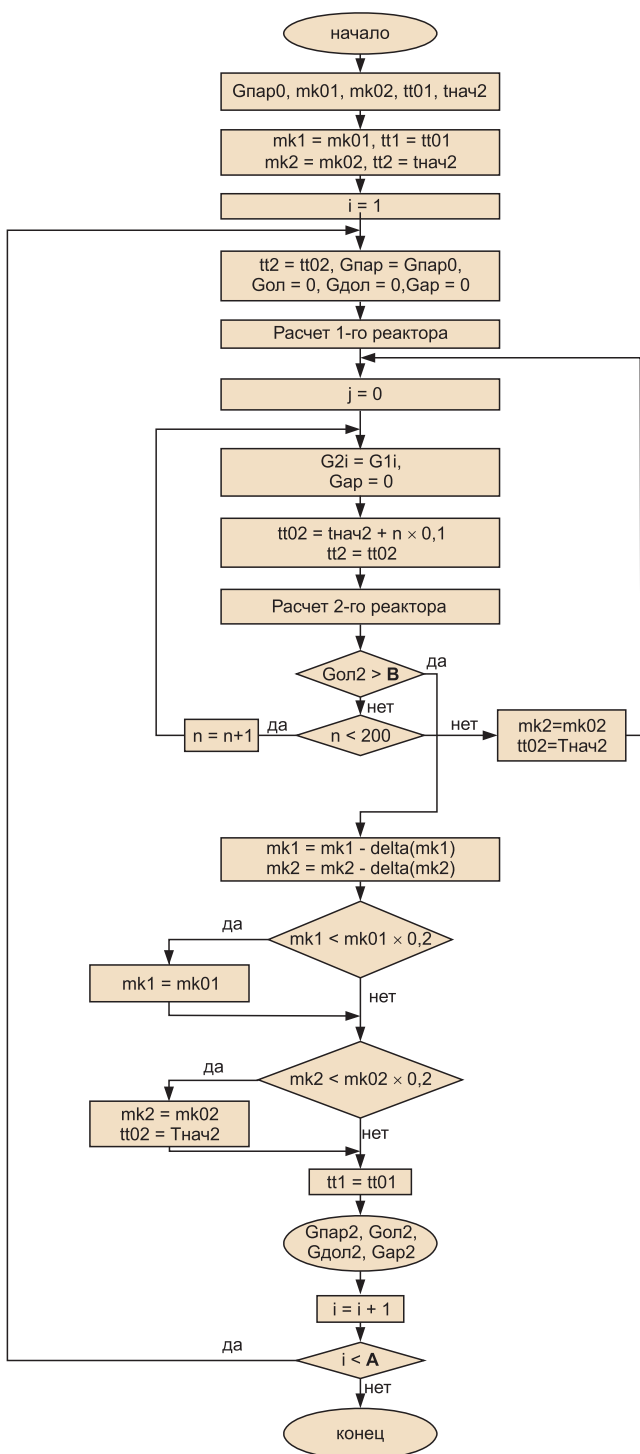 начало
Gпар0, mk01, mk02, tt01, tнач2
mk1 = mk01, tt1 = tt01
mk2 = mk02, tt2 = tнач2
i = 1
tt2 = tt02, Gпар = Gпар0,
Gол = 0, Gдол = 0,Gар = 0
Расчет 1-го реактора
j = 0
G2i = G1i,
Gар = 0
tt02 = tнач2 + n × 0,1
tt2 = tt02
Расчет 2-го реактора
Gол2 > B
да
нет
n < 200
да
n = n+1
нет
mk2=mk02
tt02=Tнач2
mk1 = mk1 - delta(mk1)
mk2 = mk2 - delta(mk2)
mk1 < mk01 × 0,2
да
mk1 = mk01
нет
mk2 < mk02 × 0,2
да
mk2 = mk02
tt02 = Tнач2
нет
tt1 = tt01
Gпар2, Gол2,
Gдол2, Gар2
i = i + 1
i < A
да
нет
конец